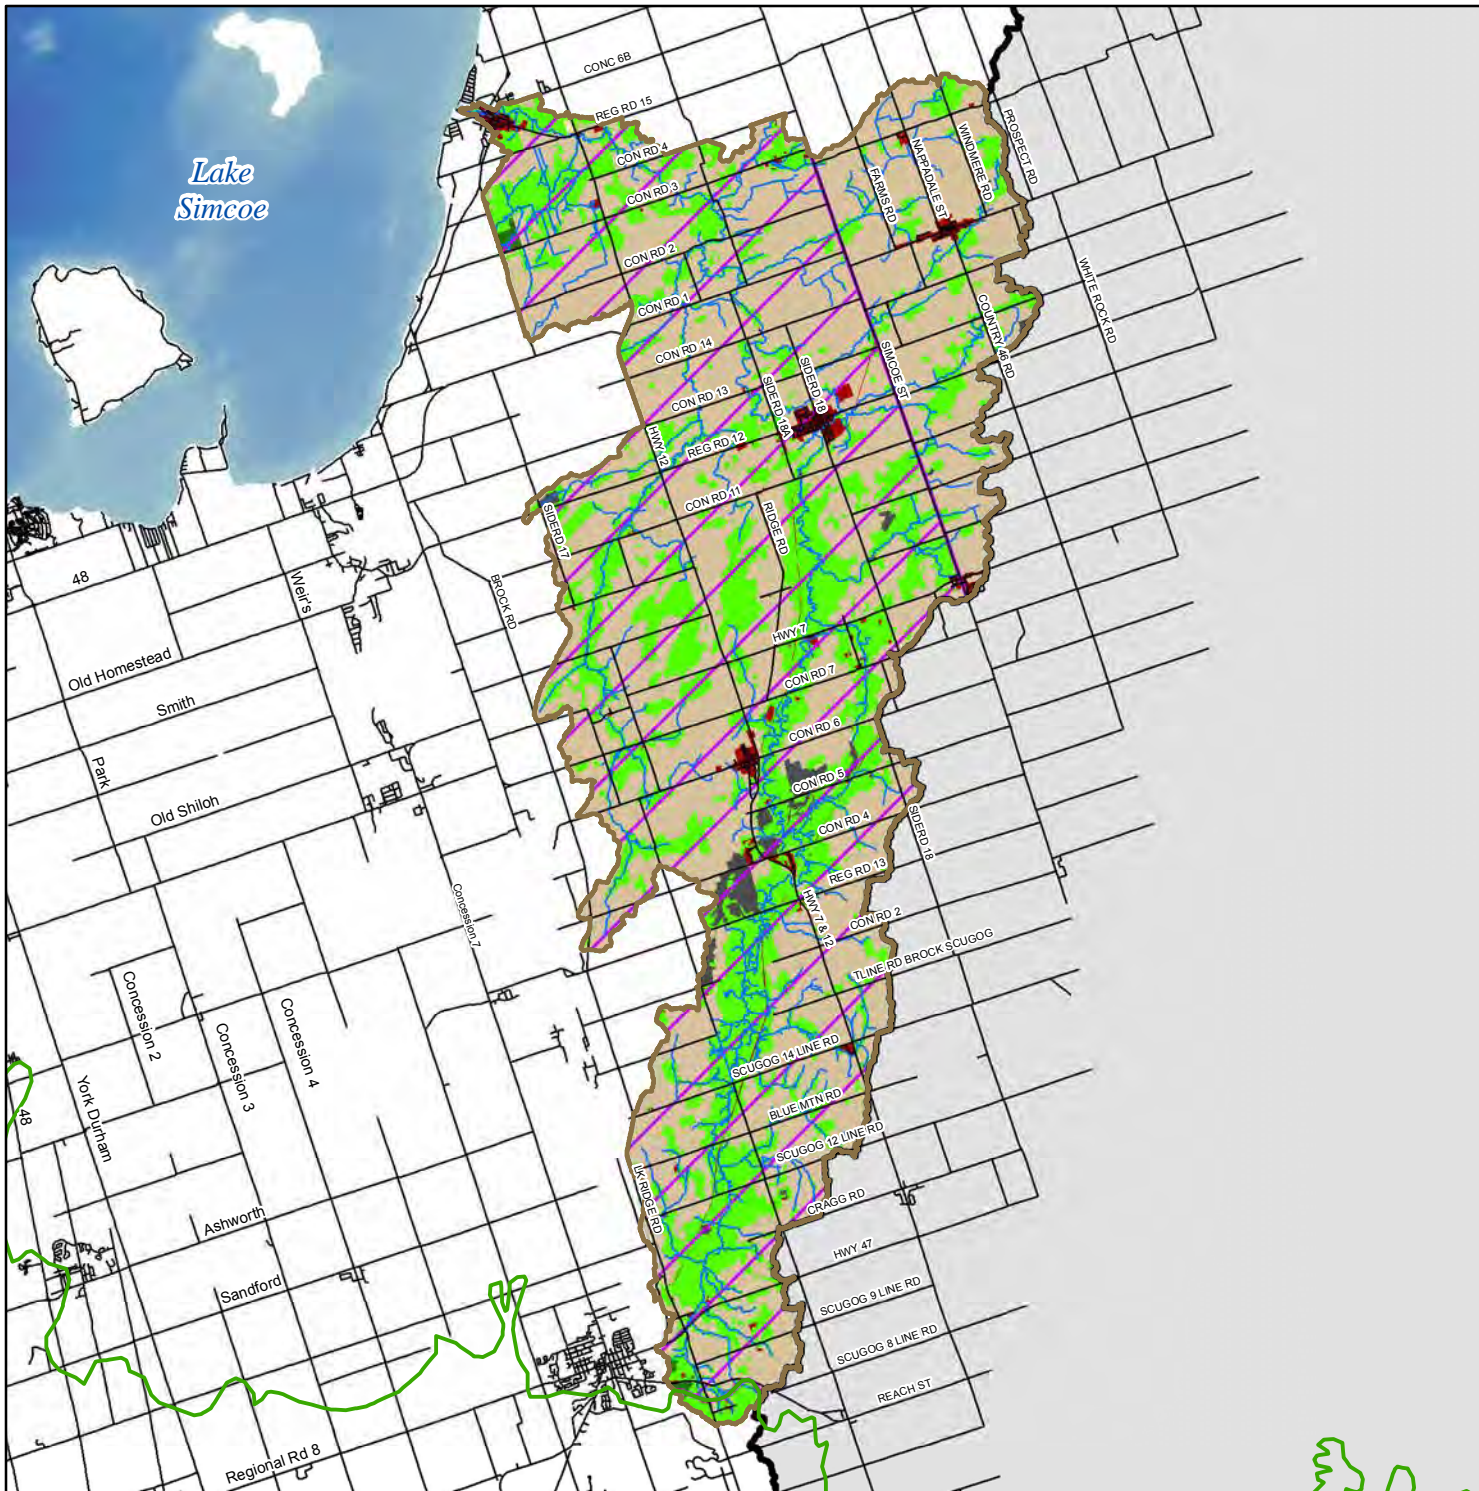 CONC 6B
REG RD 15
CON RD 4
CON RD 3
CON RD 2
CON RD 1
CON RD 14
CON RD 13
REG RD 12
CON RD 11
Lake
Simcoe
PROSPECT RD
WINDMERE RD
NAPPADALE ST
FARMS RD
WHITE ROCK RD
COUNTRY 46 RD
SIMCOE ST
SIDERD 18
SIDERD 18A
HWY 12
SIDERD 17
RIDGE RD
BROCK RD
48
Weir's
Old Homestead
Smith
Park
Old Shiloh
HWY 7
CON RD 7
CON RD 6
CON RD 5
CON RD 4
SIDERD 18
REG RD 13
HWY 7 & 12
CON RD 2
TLINE RD BROCK SCUGOG
Concession 7
Concession 2
Concession 3
Concession 4
York Durham
48
SCUGOG 14 LINE RD
BLUE MTN RD
SCUGOG 12 LINE RD
LK RIDGE RD
CRAGG RD
HWY 47
Ashworth
Sandford
SCUGOG 9 LINE RD
SCUGOG 8 LINE RD
REACH ST
Regional Rd 8